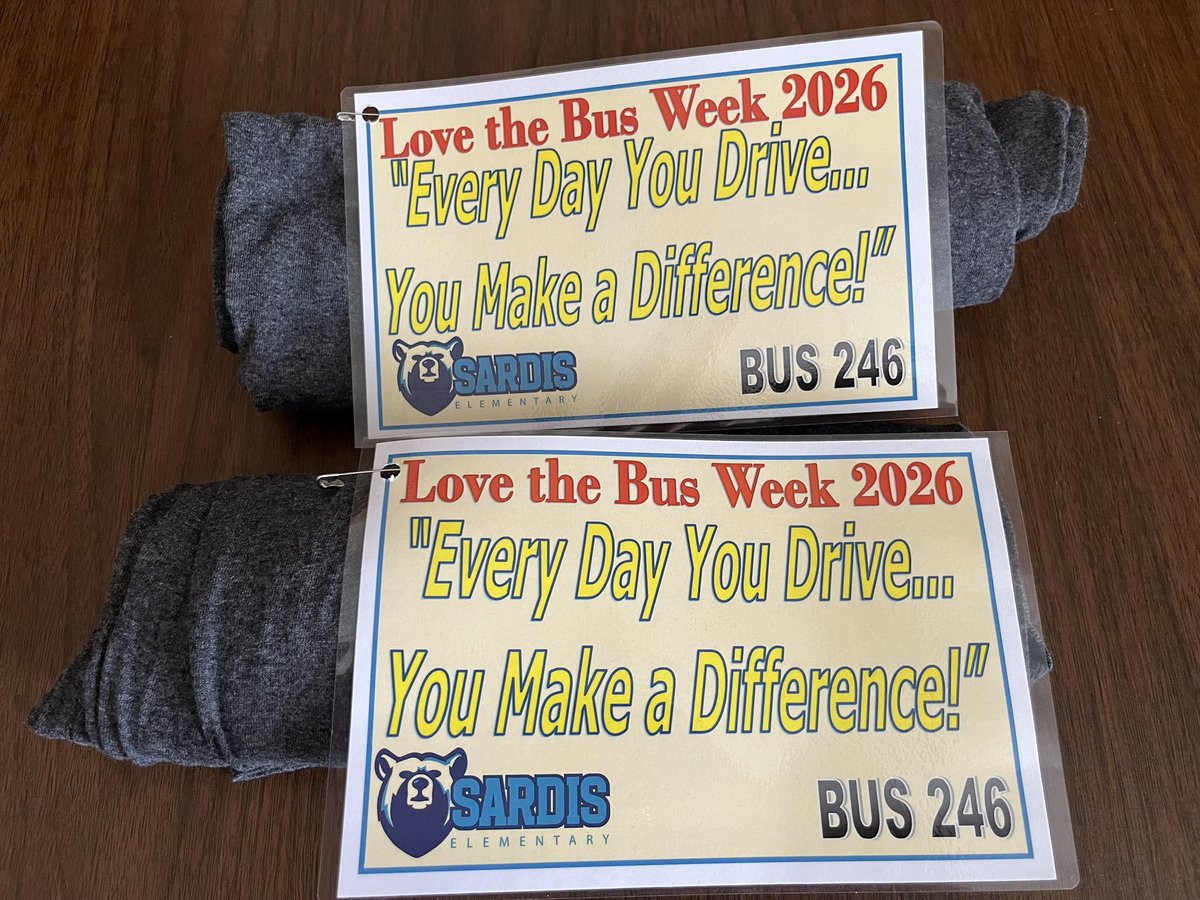 Love the Bus Week 2026
"Every Day You Drive...
You Make a Difference!"
SARDIS
ELEMENTARY
BUS 246
Love the Bus Week 2026
"Every Day You Drive...
You Make a Difference!"
SARDIS
ELEMENTARY
BUS 246